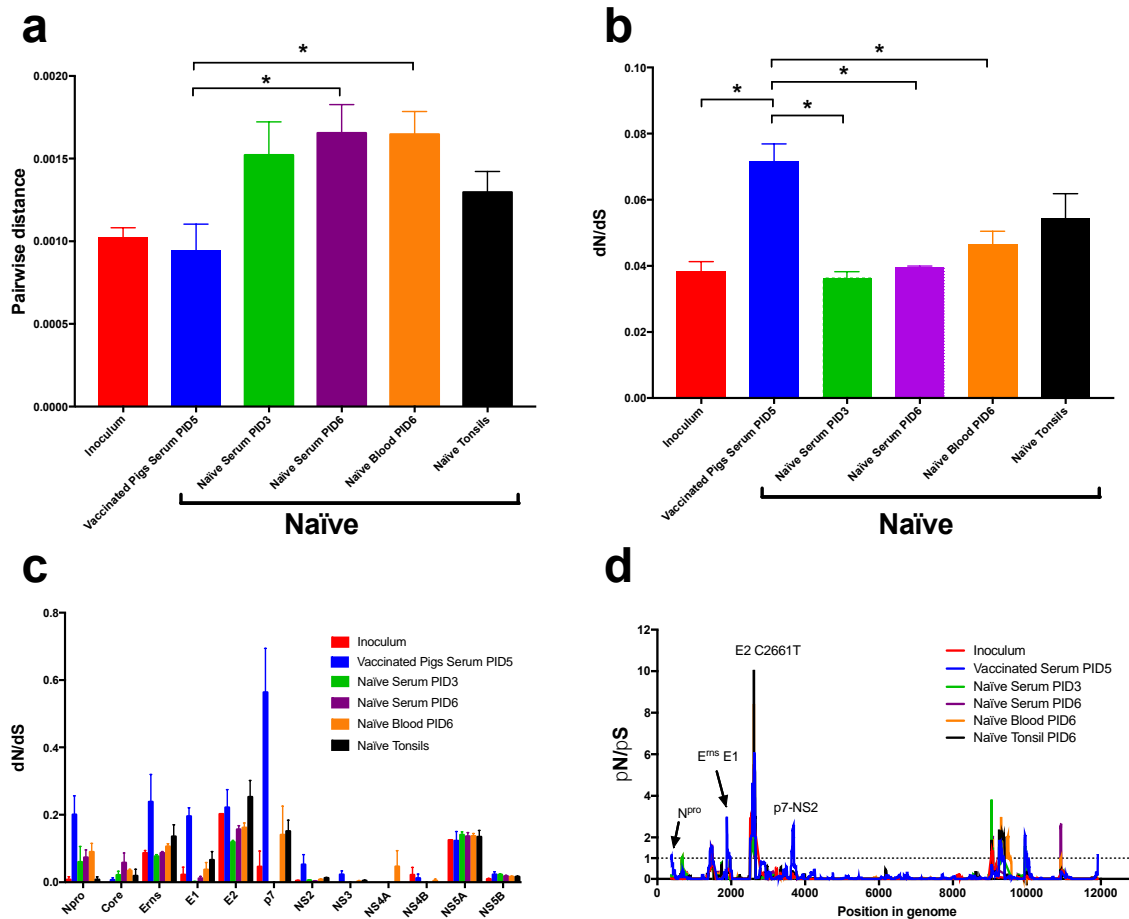 a
*
*
0.0020
0.0015
0.0010
0.0005
0.0000
Pairwise distance
Inoculum
Vaccinated Pigs Serum PID5
Naïve Serum PID3
Naïve Serum PID6
Naïve Blood PID6
Naïve Tonsils
Naïve
b
*
*
*
*
0.10
0.08
0.06
0.04
0.02
0.00
dN/dS
Inoculum
Vaccinated Pigs Serum PID5
Naïve Serum PID3
Naïve Serum PID6
Naïve Blood PID6
Naïve Tonsils
Naïve
c
0.8
0.6
0.4
0.2
0.0
dN/dS
Inoculum
Vaccinated Pigs Serum PID5
Naïve Serum PID3
Naïve Serum PID6
Naïve Blood PID6
Naïve Tonsils
Npro
Core
Erns
E1
E2
p7
NS2
NS3
NS4A
NS4B
NS5A
NS5B
d
12
10
8
6
4
2
1
0
pN/pS
E2 C2661T
Erns E1
Npro
p7-NS2
Inoculum
Vaccinated Serum PID5
Naïve Serum PID3
Naïve Serum PID6
Naïve Blood PID6
Naïve Tonsil PID6
0 2000 4000 6000 8000 10000 12000
Position in genome